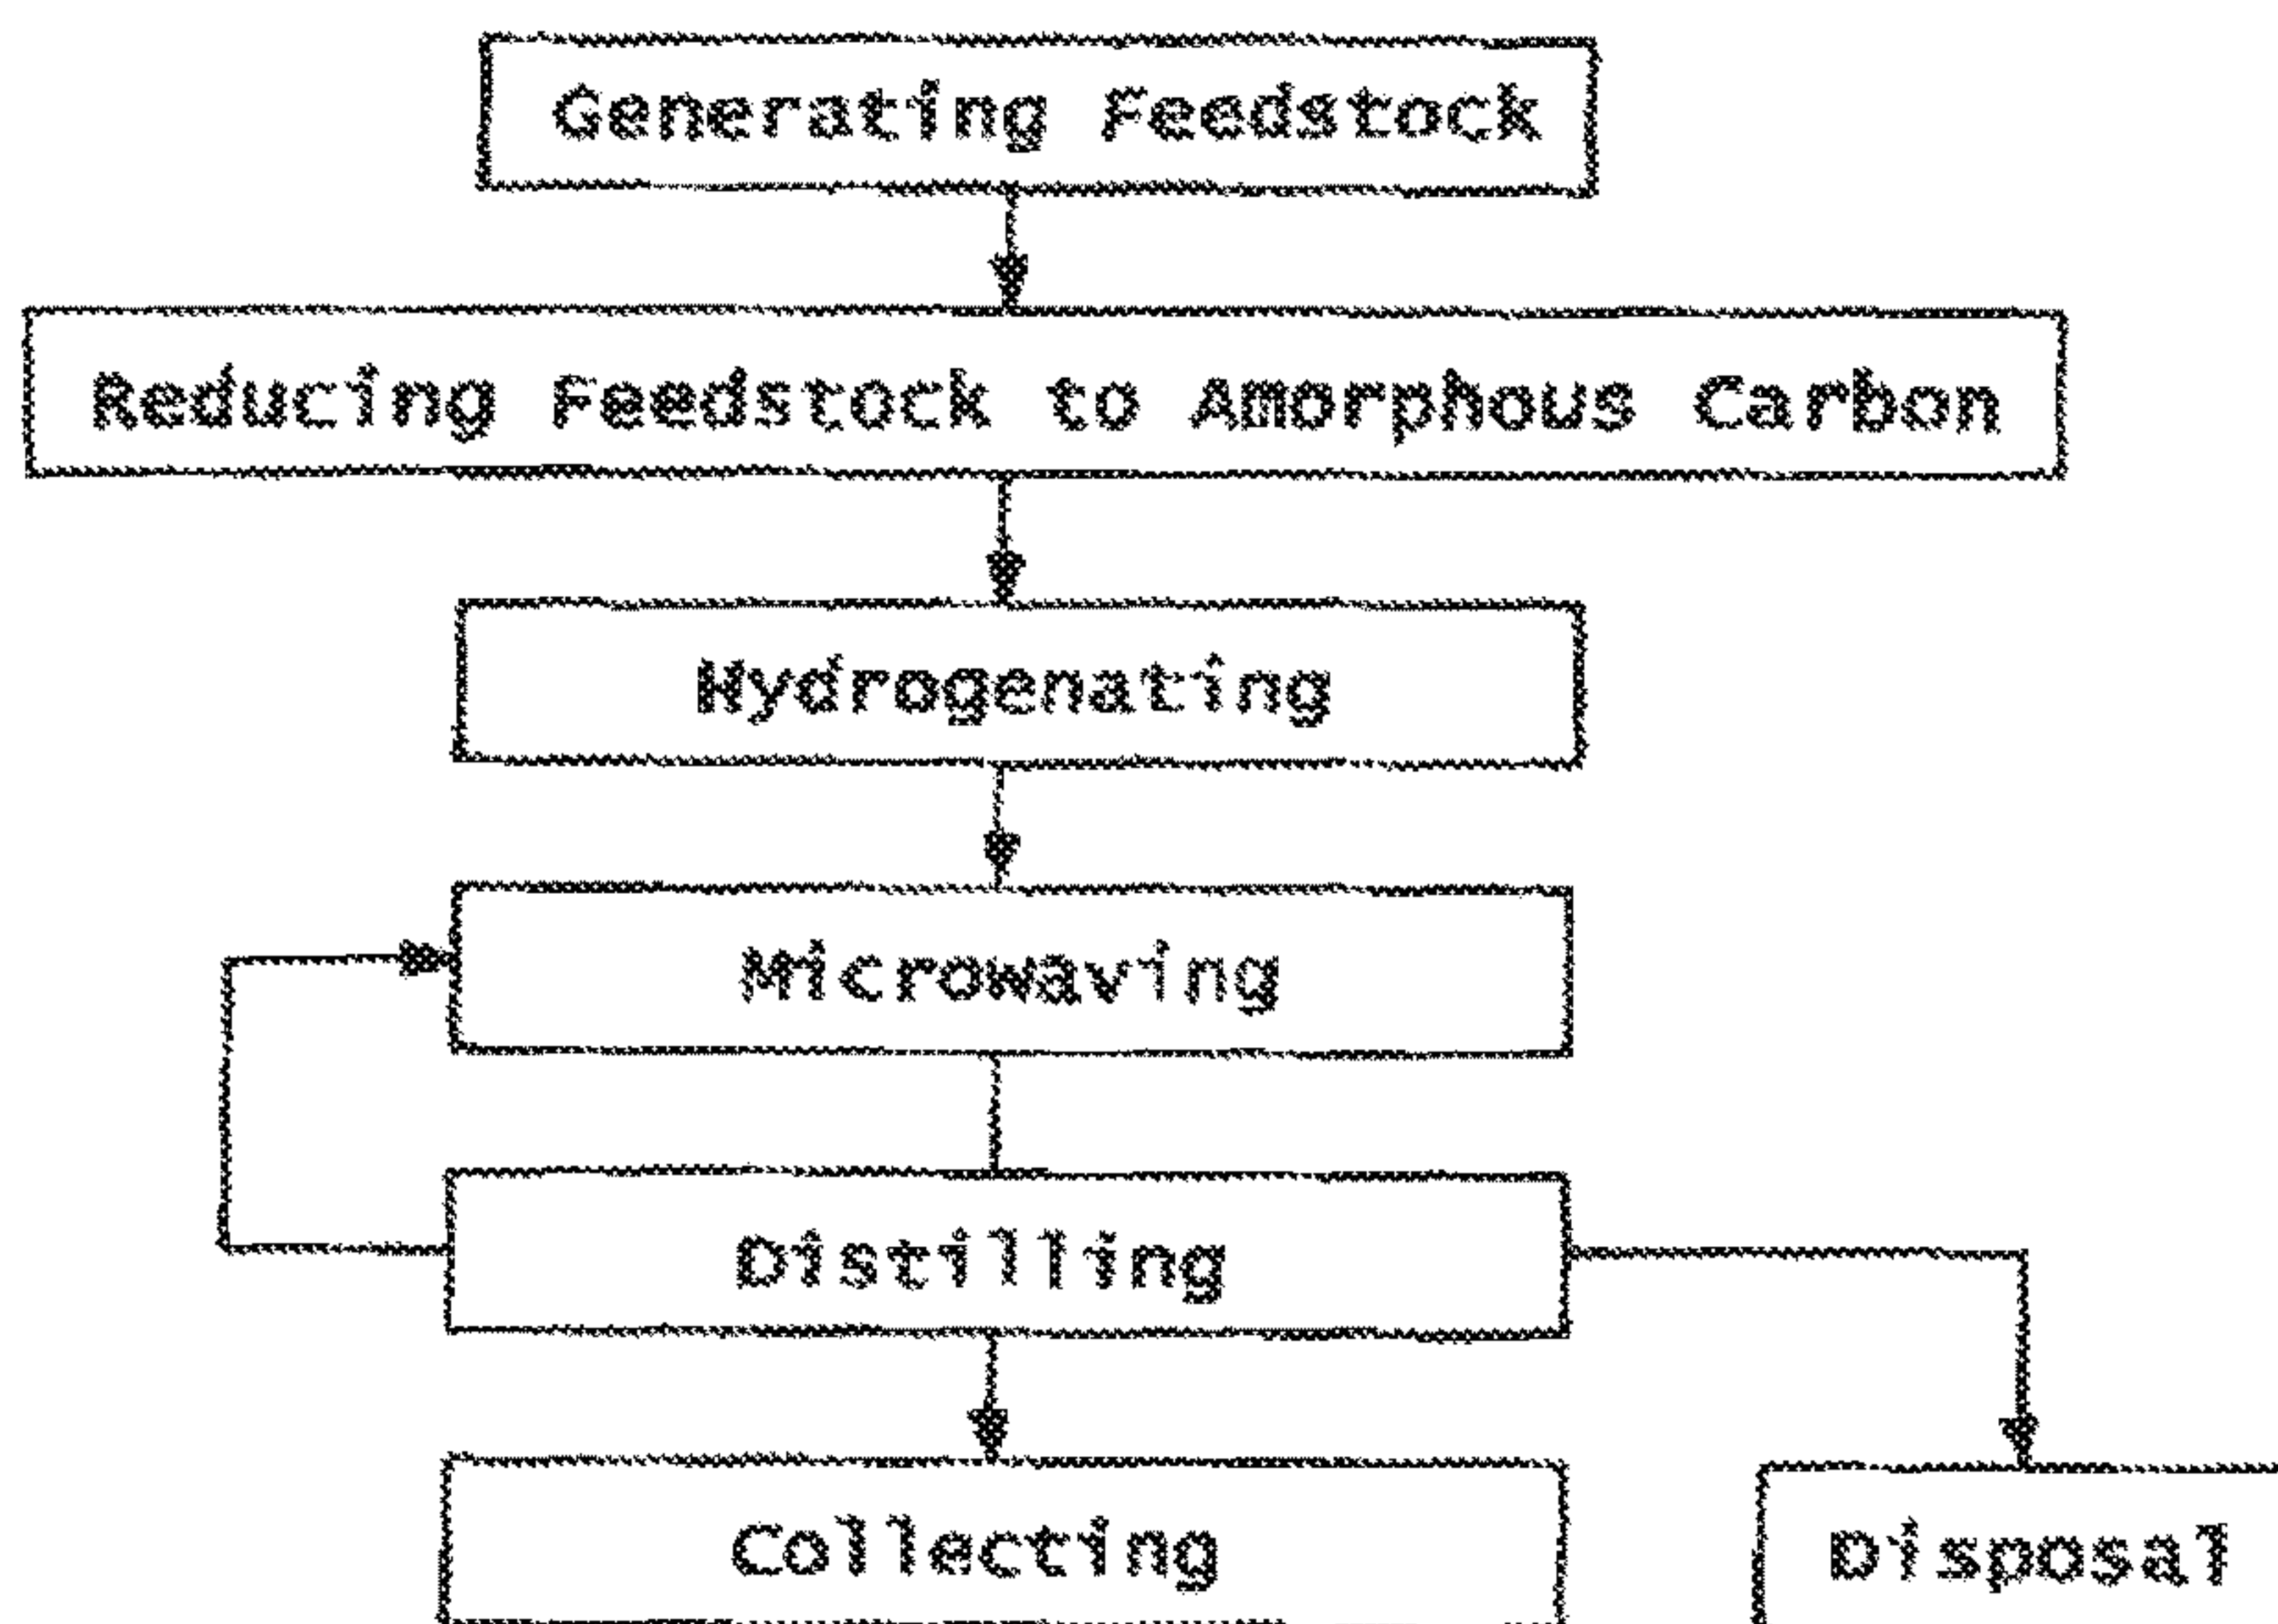 Generating Feedstock
Reducing Feedstock to Amorphous Carbon
Hydrogenating
Microwaving
Distilling
Collecting
Disposal